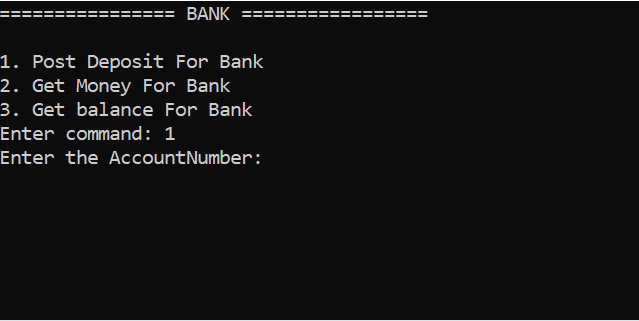 ================ BANK =================
1. Post Deposit For Bank
2. Get Money For Bank
3. Get balance For Bank
Enter command: 1
Enter the AccountNumber: